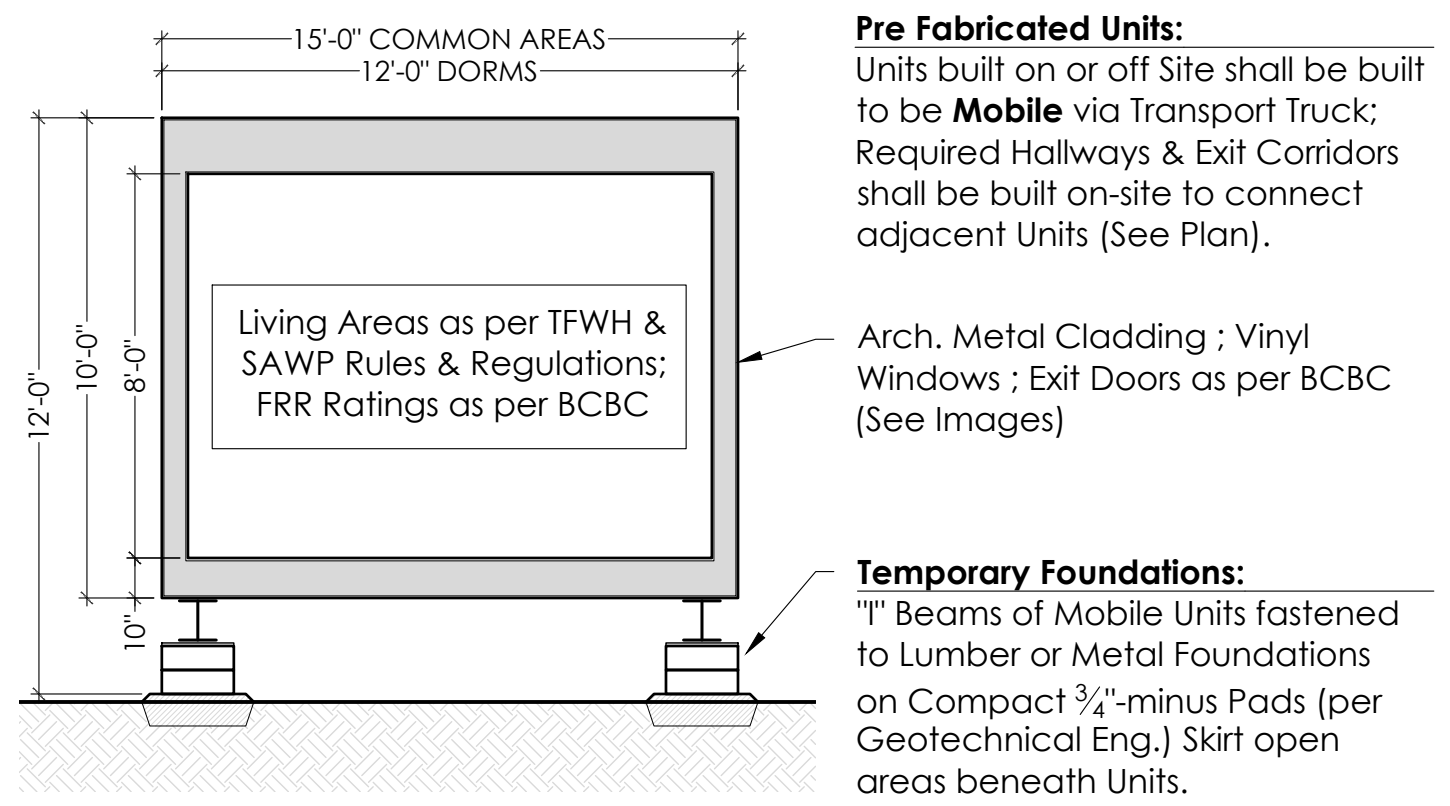 15'-0" COMMON AREAS
12'-0" DORMS
12'-0"
10'-0"
8'-0"
10"
Living Areas as per TFWH &
SAWP Rules & Regulations;
FRR Ratings as per BCBC
Pre Fabricated Units:
Units built on or off Site shall be built
to be Mobile via Transport Truck;
Required Hallways & Exit Corridors
shall be built on-site to connect
adjacent Units (See Plan).
Arch. Metal Cladding ; Vinyl
Windows ; Exit Doors as per BCBC
(See Images)
Temporary Foundations:
"I" Beams of Mobile Units fastened
to Lumber or Metal Foundations
on Compact ¾"-minus Pads (per
Geotechnical Eng.) Skirt open
areas beneath Units.